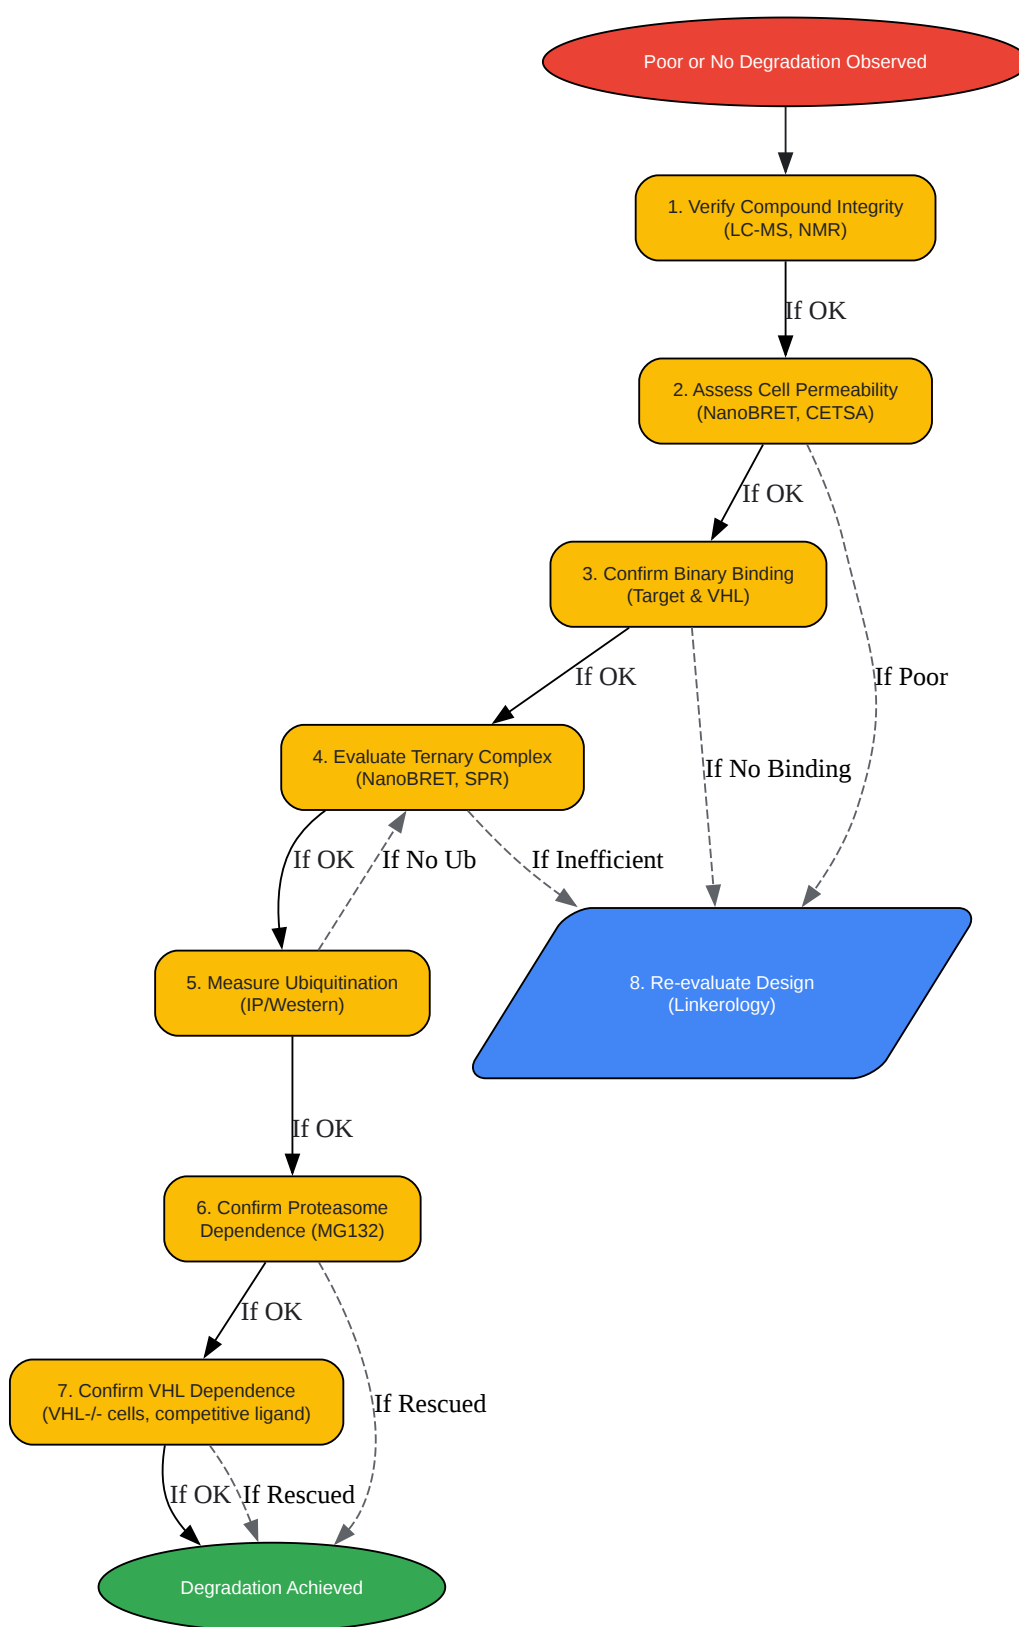 Poor or No Degradation Observed
1. Verify Compound Integrity
(LC-MS, NMR)
If OK
2. Assess Cell Permeability
(NanoBRET, CETSA)
If OK
3. Confirm Binary Binding
(Target & VHL)
If OK
If Poor
4. Evaluate Ternary Complex
(NanoBRET, SPR)
If No Binding
If OK
If No Ub
If Inefficient
5. Measure Ubiquitination
(IP/Western)
8. Re-evaluate Design
(Linkerology)
If OK
6. Confirm Proteasome
Dependence (MG132)
If OK
7. Confirm VHL Dependence
(VHL-/- cells, competitive ligand)
If Rescued
If OK
If Rescued
Degradation Achieved